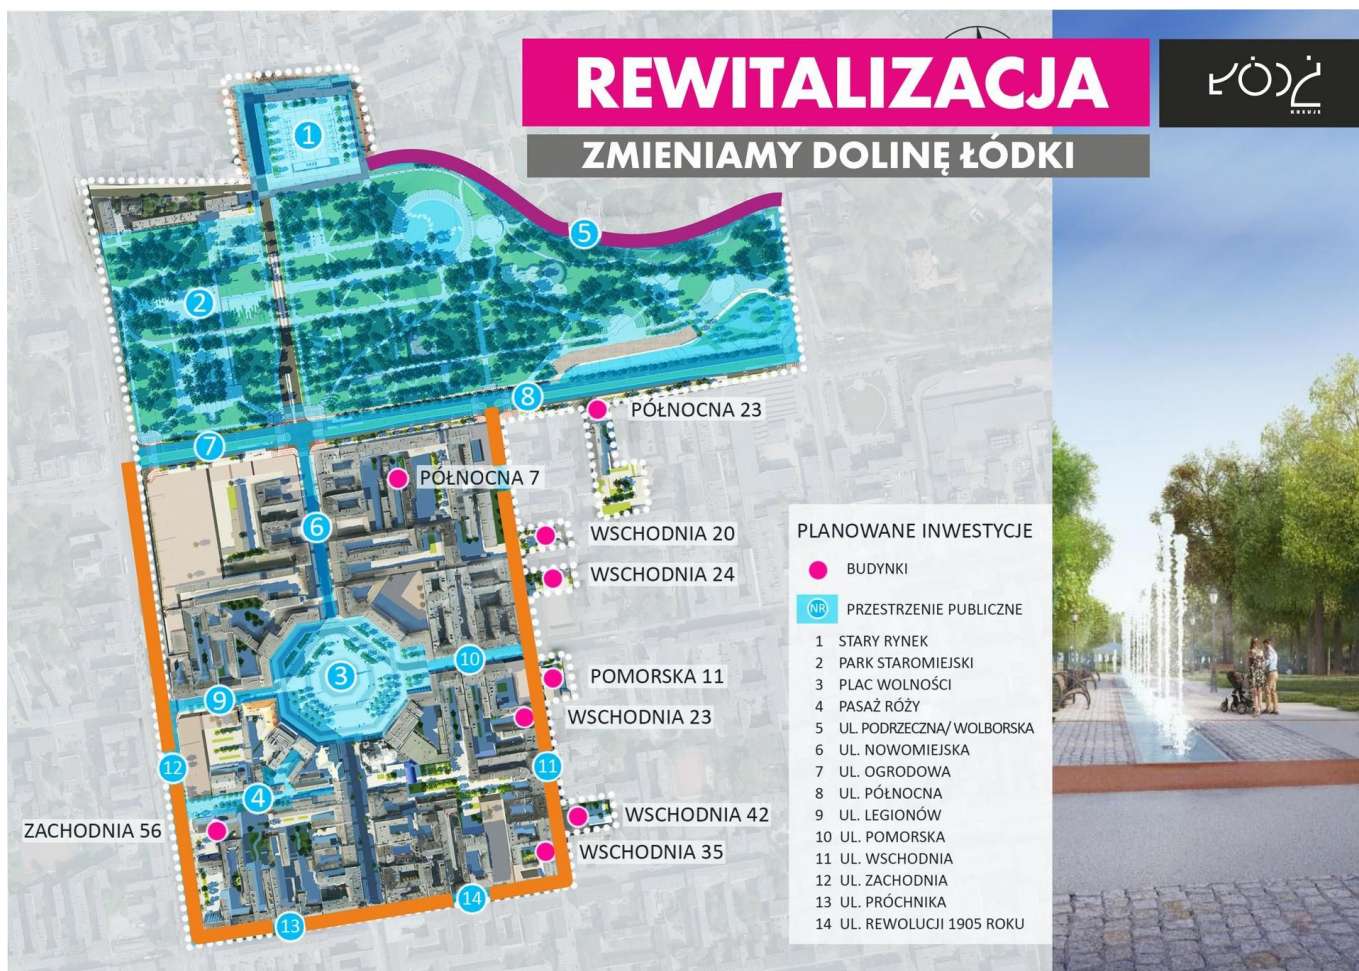 REWITALIZACJA
ZMIENIAMY DOLINĘ ŁÓDKI
ŁÓDŹ
KREUJE
1
2
5
8
PÓŁNOCNA 23
7
PÓŁNOCNA 7
6
WSCHODNIA 20
WSCHODNIA 24
10
3
POMORSKA 11
9
WSCHODNIA 23
12
11
4
WSCHODNIA 42
ZACHODNIA 56
WSCHODNIA 35
14
13
PLANOWANE INWESTYCJE
BUDYNKI
NR PRZESTRZENIE PUBLICZNE
1 STARY RYNEK
2 PARK STAROMIEJSKI
3 PLAC WOLNOŚCI
4 PASAŻ RÓŻY
5 UL. PODRZECZNA/ WOLBORSKA
6 UL. NOWOMIEJSKA
7 UL. OGRODOWA
8 UL. PÓŁNOCNA
9 UL. LEGIONÓW
10 UL. POMORSKA
11 UL. WSCHODNIA
12 UL. ZACHODNIA
13 UL. PRÓCHNIKA
14 UL. REWOLUCJI 1905 ROKU